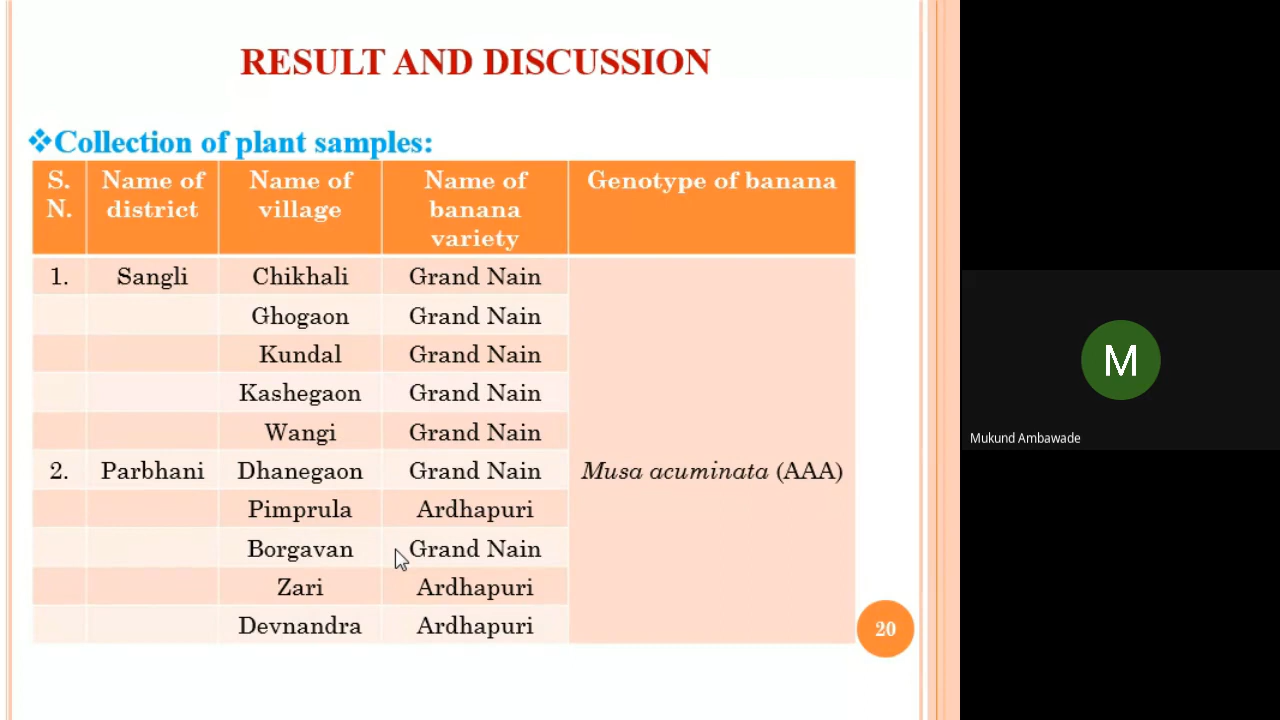 RESULT AND DISCUSSION
❖Collection of plant samples:
S. N. Name of district Name of village Name of banana variety Genotype of banana
1. Sangli Chikhali Grand Nain
Ghogaon Grand Nain
Kundal Grand Nain
Kashegaon Grand Nain
Wangi Grand Nain
2. Parbhani Dhanegaon Grand Nain Musa acuminata (AAA)
Pimprula Ardhapuri
Borgavan Grand Nain
Zari Ardhapuri
Devnandra Ardhapuri
20
M
Mukund Ambawade